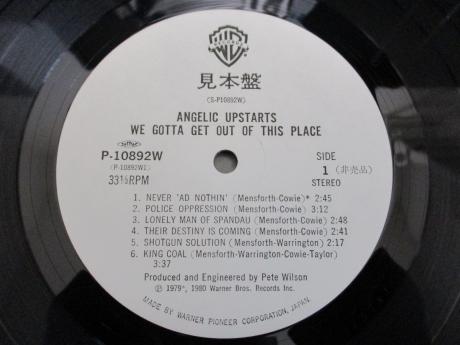 WB
RECORDS
見本盤
(S-P10892W)
ANGELIC UPSTARTS
WE GOTTA GET OUT OF THIS PLACE
P-10892W
(P-10892W1)
33⅓RPM
SIDE
1 (非売品)
STEREO
1. NEVER 'AD NOTHIN' (Mensforth-Cowie)* 2:45
2. POLICE OPPRESSION (Mensforth-Cowie) 3:12
3. LONELY MAN OF SPANDAU (Mensforth-Cowie) 2:48
4. THEIR DESTINY IS COMING (Mensforth-Cowie) 2:41
5. SHOTGUN SOLUTION (Mensforth-Warrington) 2:17
6. KING COAL (Mensforth-Warrington-Cowie-Taylor)
3:37
Produced and Engineered by Pete Wilson
℗ 1979*, 1980 Warner Bros. Records Inc.
MADE BY WARNER PIONEER CORPORATION, JAPAN